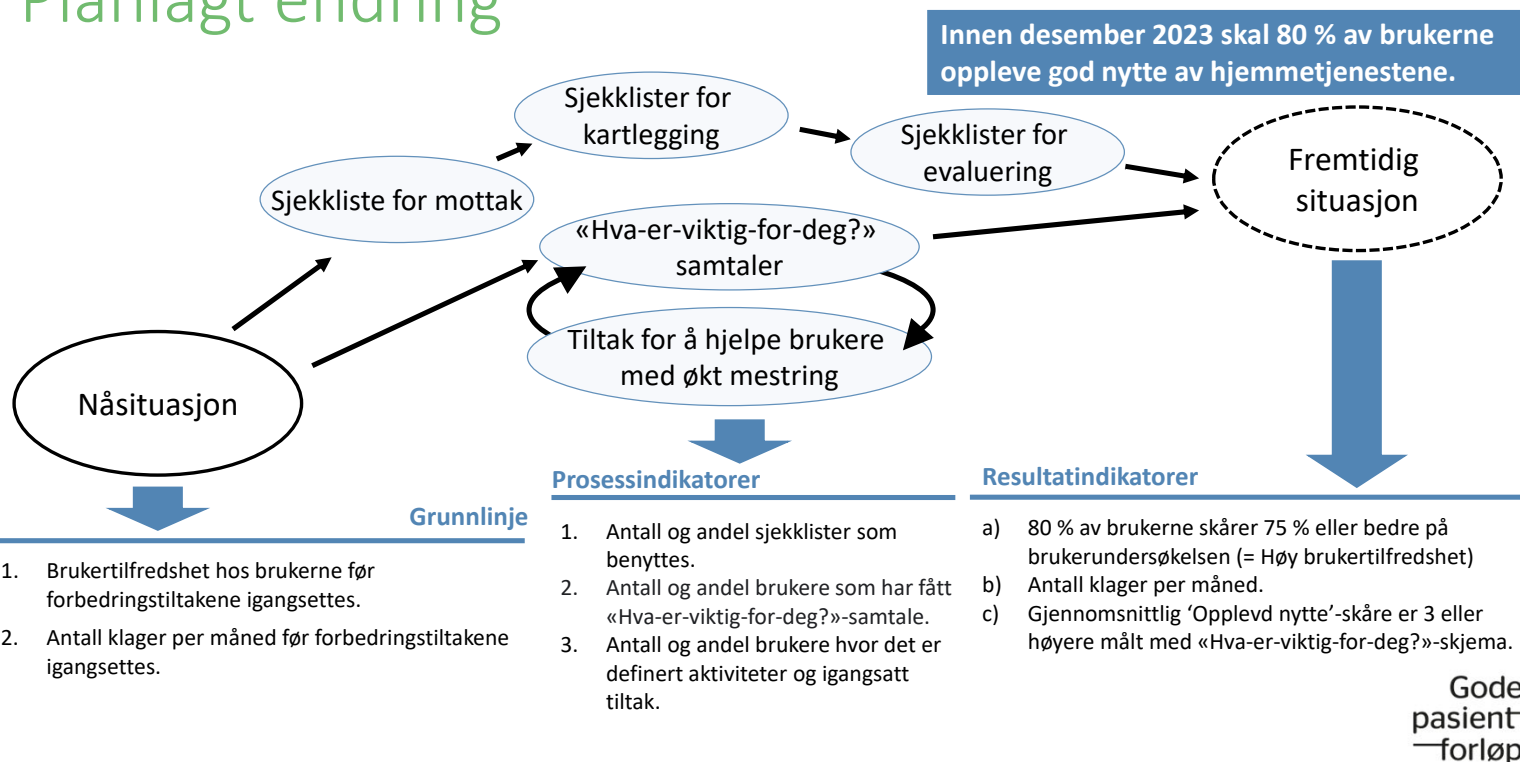 Planlagt endring
Innen desember 2023 skal 80 % av brukerne
oppleve god nytte av hjemmetjenestene.
Sjekklister for
kartlegging
Sjekklister for
evaluering
Fremtidig
situasjon
Sjekkliste for mottak
«Hva-er-viktig-for-deg?»
samtaler
Tiltak for å hjelpe brukere
med økt mestring
Nåsituasjon
Grunnlinje
1. Brukertilfredshet hos brukerne før
forbedringstiltakene igangsettes.
2. Antall klager per måned før forbedringstiltakene
igangsettes.
Prosessindikatorer
1. Antall og andel sjekklister som
benyttes.
2. Antall og andel brukere som har fått
«Hva-er-viktig-for-deg?»-samtale.
3. Antall og andel brukere hvor det er
definert aktiviteter og igangsatt
tiltak.
Resultatindikatorer
a) 80 % av brukerne skårer 75 % eller bedre på
brukerundersøkelsen (= Høy brukertilfredshet)
b) Antall klager per måned.
c) Gjennomsnittlig ‘Opplevd nytte’-skåre er 3 eller
høyere målt med «Hva-er-viktig-for-deg?»-skjema.
Gode
pasient
forløp